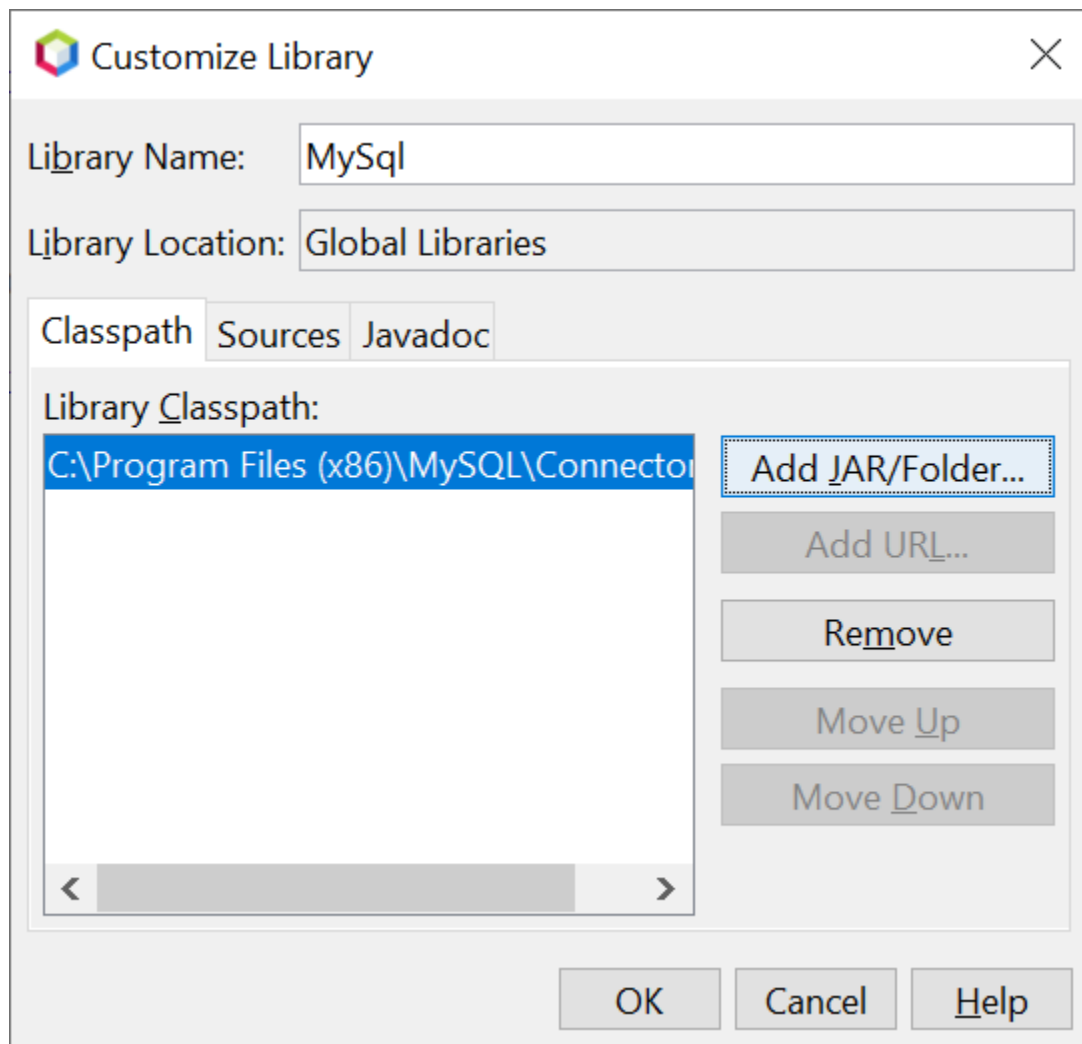 Customize Library
Library Name: MySql
Library Location: Global Libraries
Classpath Sources Javadoc
Library Classpath:
C:\Program Files (x86)\MySQL\Connector
Add JAR/Folder...
Add URL...
Remove
Move Up
Move Down
OK Cancel Help